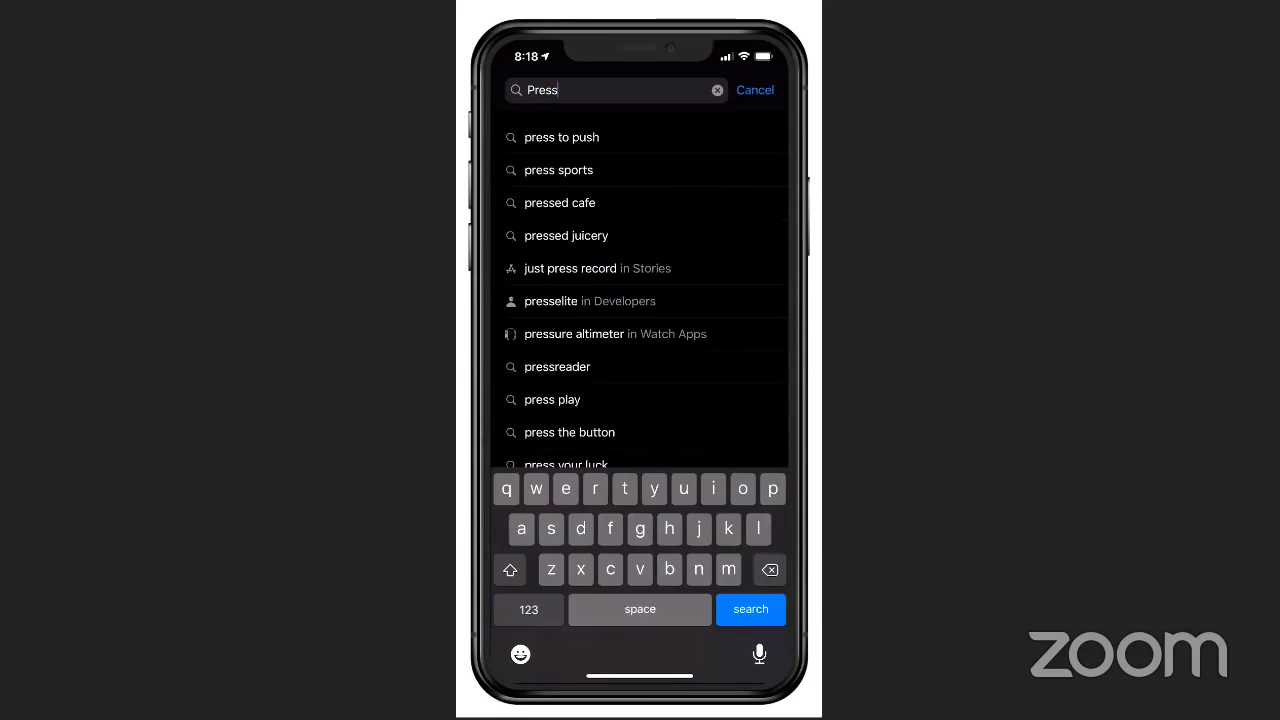 8:18
Press
Cancel
press to push
press sports
pressed cafe
pressed juicery
just press record in Stories
presselite in Developers
pressure altimeter in Watch Apps
pressreader
press play
press the button
press your luck
q w e r t y u i o p
a s d f g h j k l
z x c v b n m
123 space search
zoom